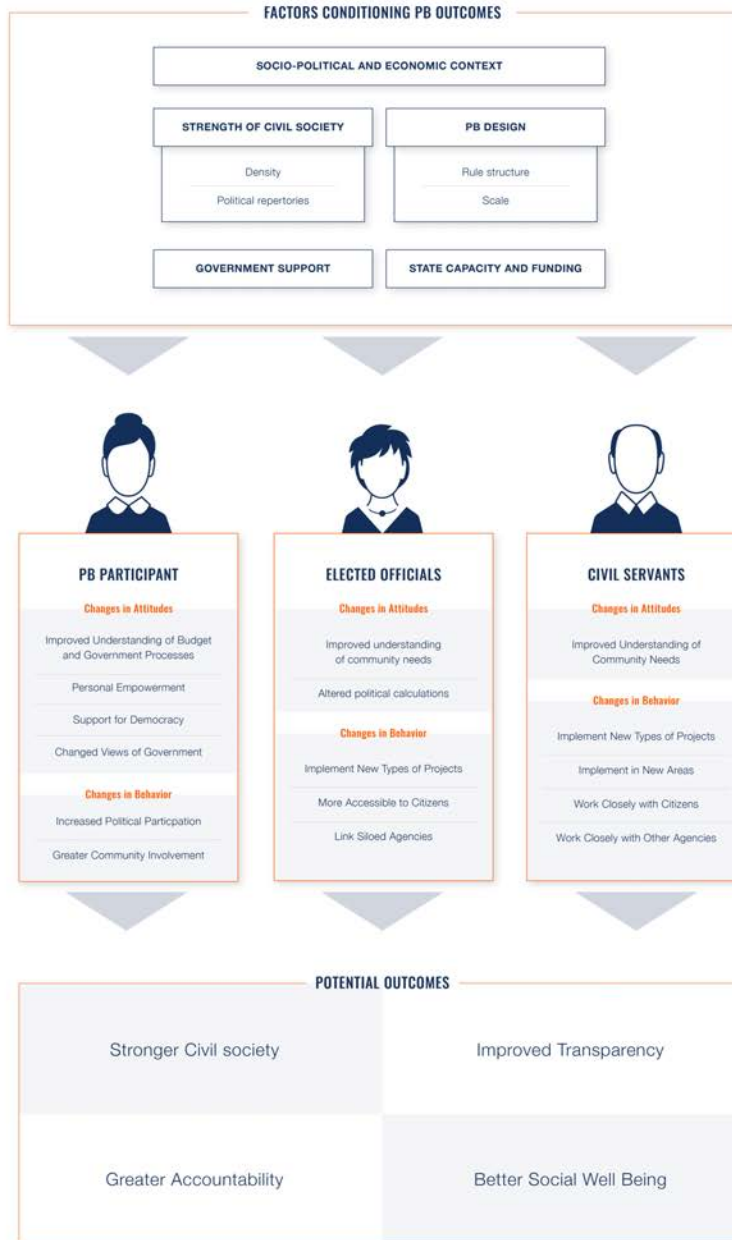 FACTORS CONDITIONING PB OUTCOMES
SOCIO-POLITICAL AND ECONOMIC CONTEXT
STRENGTH OF CIVIL SOCIETY
Density
Political repertories
PB DESIGN
Rule structure
Scale
GOVERNMENT SUPPORT
STATE CAPACITY AND FUNDING
PB PARTICIPANT
Changes in Attitudes
Improved Understanding of Budget
and Government Processes
Personal Empowerment
Support for Democracy
Changed Views of Government
Changes in Behavior
Increased Political Particpation
Greater Community Involvement
ELECTED OFFICIALS
Changes in Attitudes
Improved understanding
of community needs
Altered political calculations
Changes in Behavior
Implement New Types of Projects
More Accessible to Citizens
Link Siloed Agencies
CIVIL SERVANTS
Changes in Attitudes
Improved Understanding of
Community Needs
Changes in Behavior
Implement New Types of Projects
Implement in New Areas
Work Closely with Citizens
Work Closely with Other Agencies
POTENTIAL OUTCOMES
Stronger Civil society
Improved Transparency
Greater Accountability
Better Social Well Being